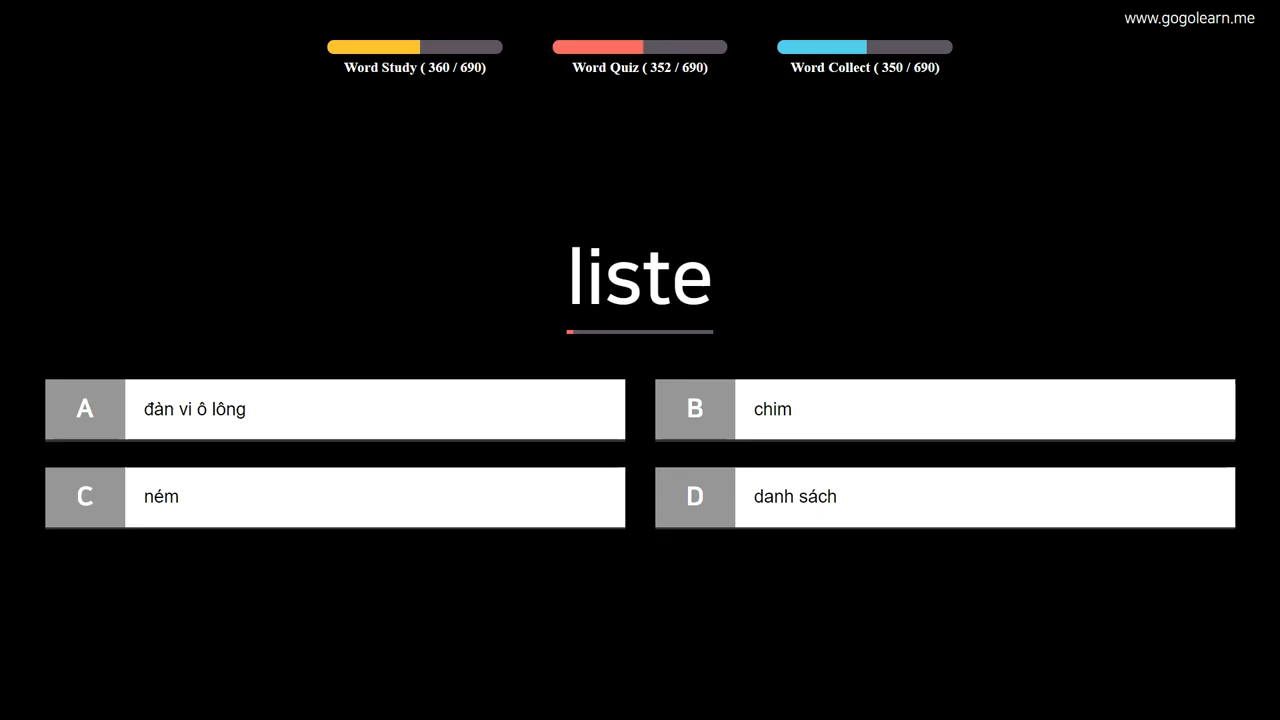 www.gogolearn.me
Word Study ( 360 / 690)
Word Quiz ( 352 / 690)
Word Collect ( 350 / 690)
liste
A đàn vi ô lông
B chim
C ném
D danh sách